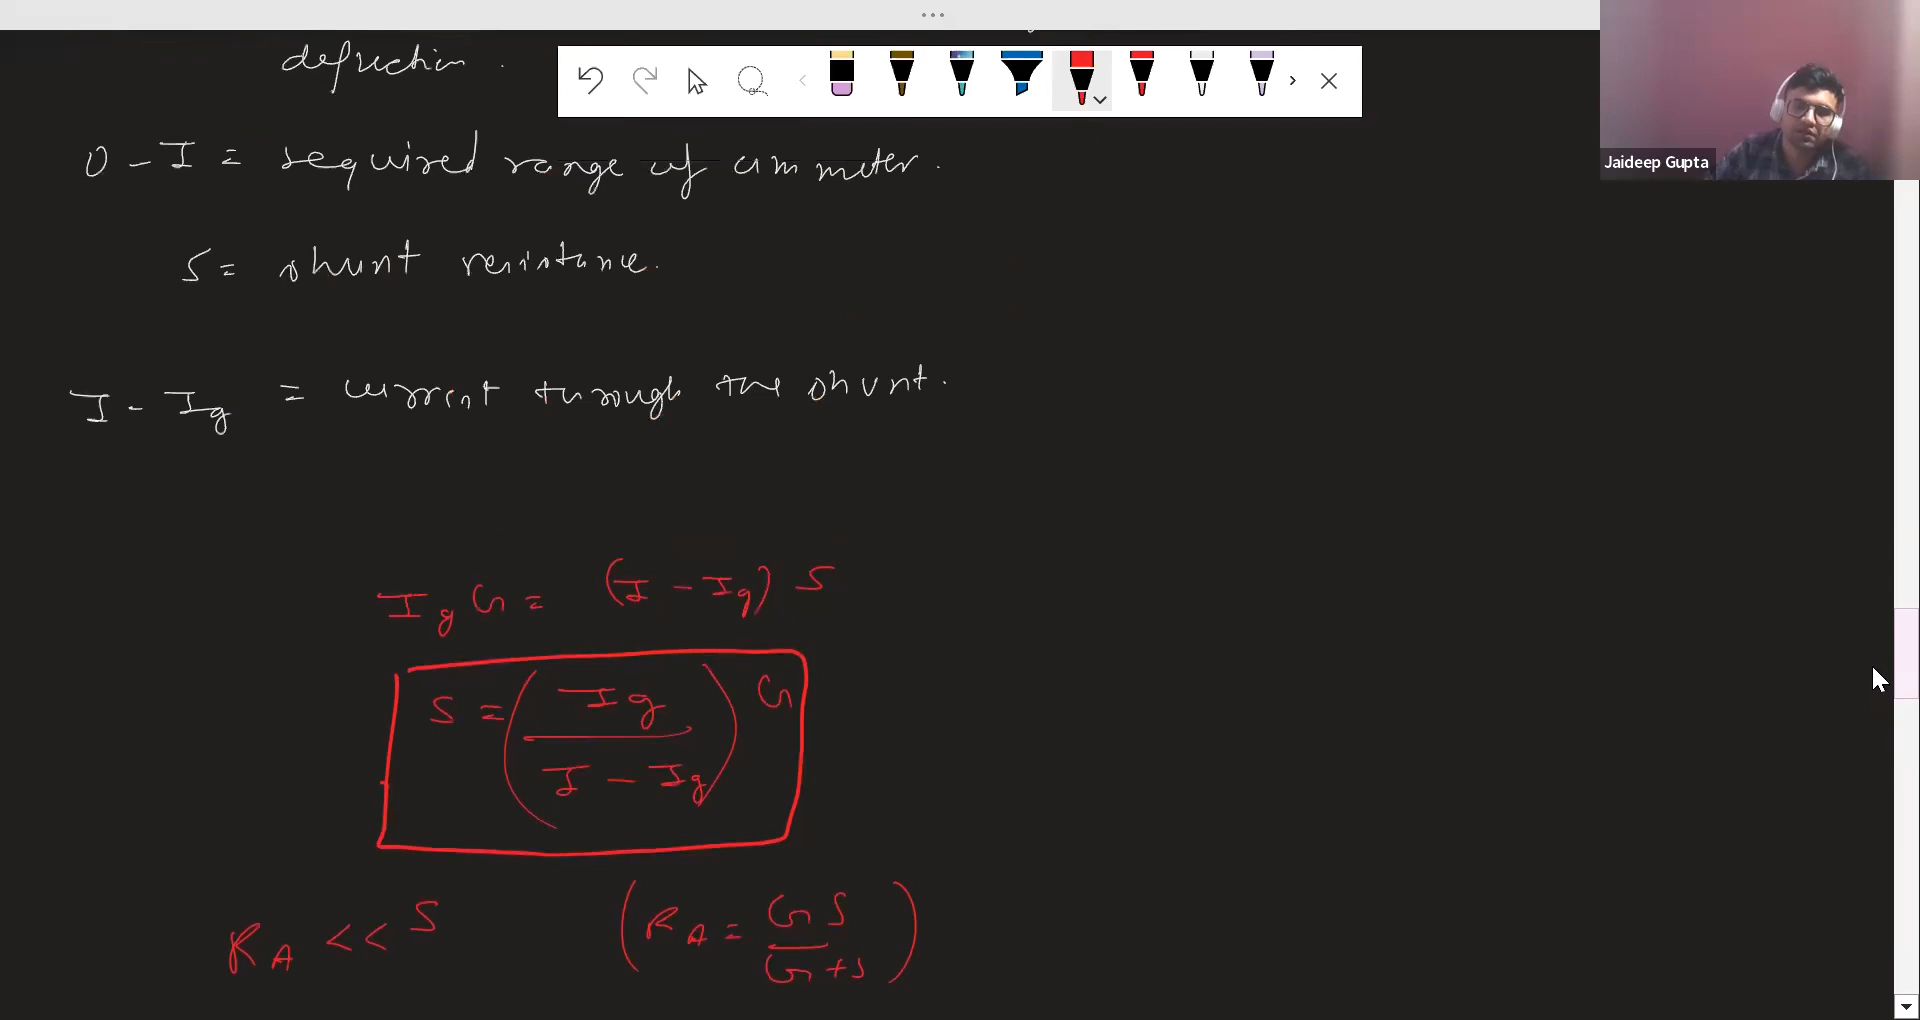 defrection.
0 - I = required range of ammeter.
S = shunt resistance.
I - Ig = current through the shunt.
Ig G = (I - Ig) S
S = (Ig / I - Ig) G
RA << S (RA = GS / G+S)
Jaideep Gupta